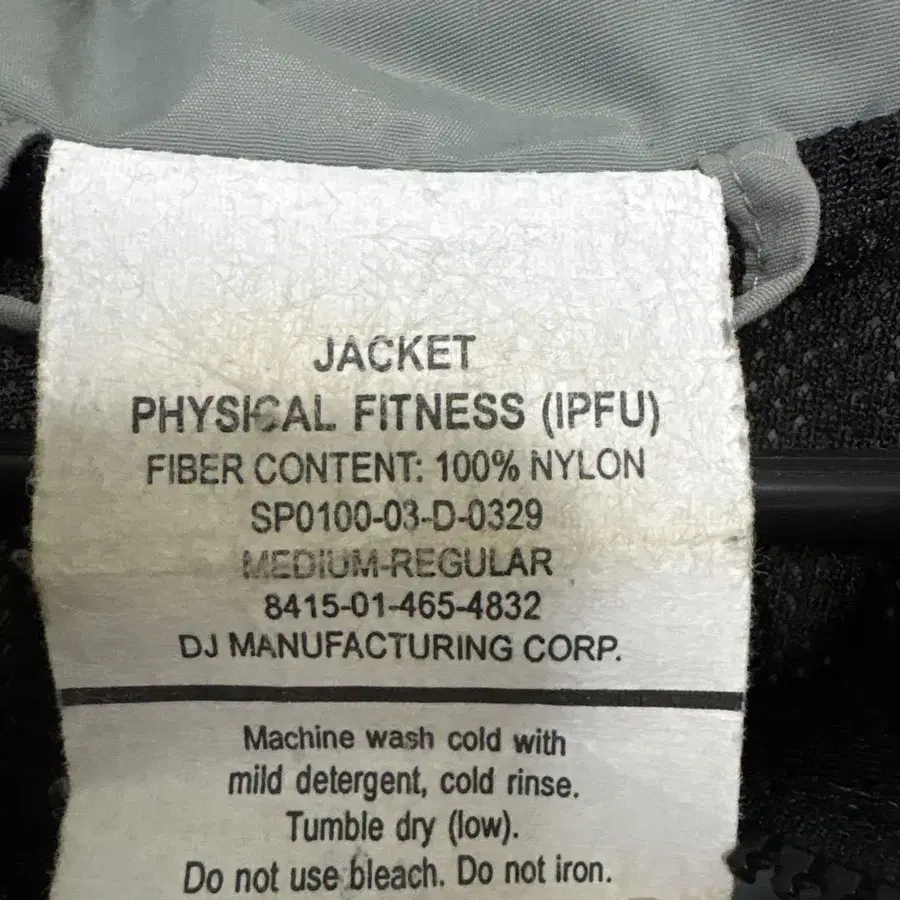 JACKET
PHYSICAL FITNESS (IPFU)
FIBER CONTENT: 100% NYLON
SP0100-03-D-0329
MEDIUM-REGULAR
8415-01-465-4832
DJ MANUFACTURING CORP.
Machine wash cold with
mild detergent, cold rinse.
Tumble dry (low).
Do not use bleach. Do not iron.